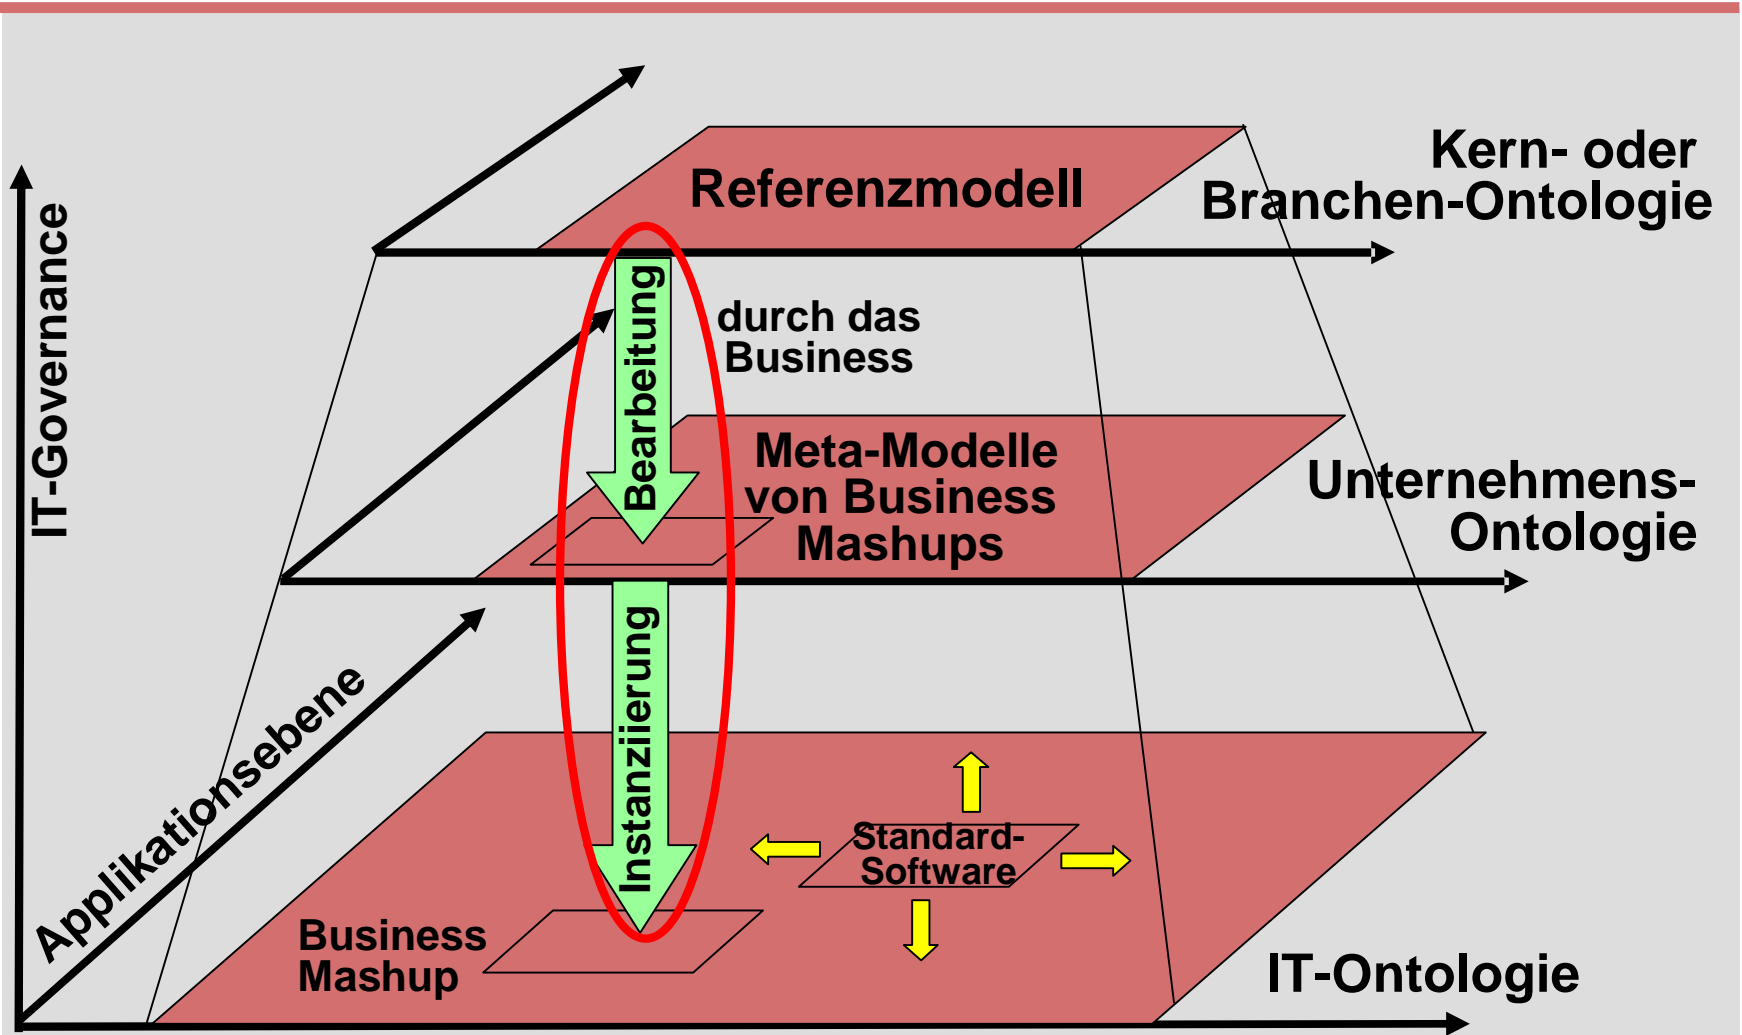 Kern- oder
Branchen-Ontologie
Referenzmodell
IT-Governance
Bearbeitung
durch das
Business
Meta-Modelle
von Business
Mashups
Unternehmens-
Ontologie
Applikationsebene
Instanziierung
Standard-
Software
Business
Mashup
IT-Ontologie